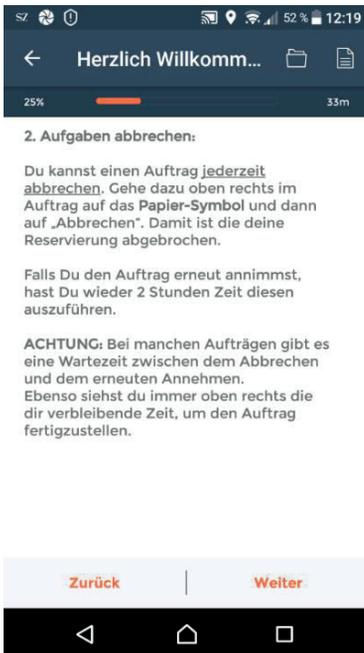 SZ 52 % 12:19
Herzlich Willkomm...
25% 33m
2. Aufgaben abbrechen:
Du kannst einen Auftrag jederzeit
abbrechen. Gehe dazu oben rechts im
Auftrag auf das Papier-Symbol und dann
auf „Abbrechen“. Damit ist die deine
Reservierung abgebrochen.
Falls Du den Auftrag erneut annimmst,
hast Du wieder 2 Stunden Zeit diesen
auszuführen.
ACHTUNG: Bei manchen Aufträgen gibt es
eine Wartezeit zwischen dem Abbrechen
und dem erneuten Annehmen.
Ebenso siehst du immer oben rechts die
dir verbleibende Zeit, um den Auftrag
fertigzustellen.
Zurück Weiter